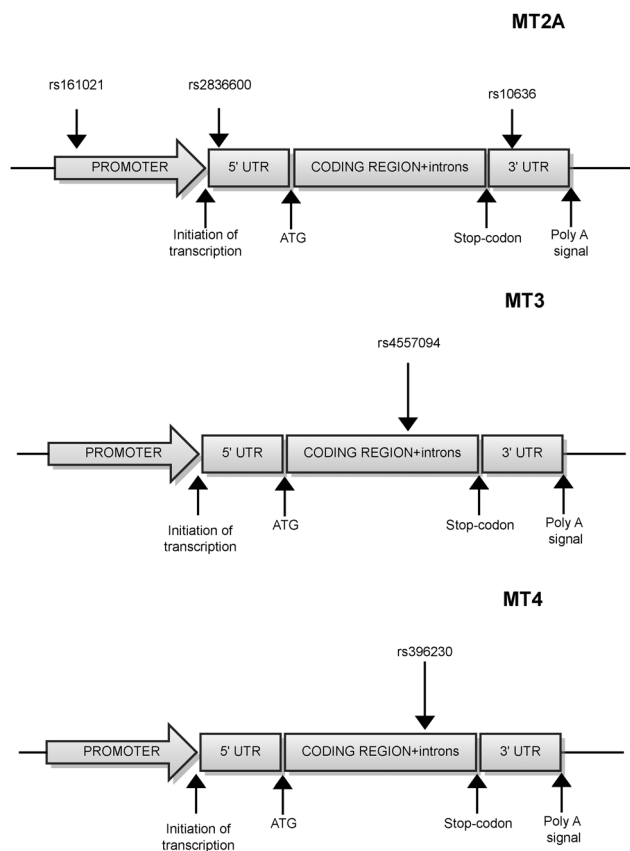 MT2A
rs161021
rs2836600
rs10636
PROMOTER
5' UTR
CODING REGION+introns
3' UTR
Initiation of
transcription
ATG
Stop-codon
Poly A
signal
MT3
rs4557094
PROMOTER
5' UTR
CODING REGION+introns
3' UTR
Initiation of
transcription
ATG
Stop-codon
Poly A
signal
MT4
rs396230
PROMOTER
5' UTR
CODING REGION+introns
3' UTR
Initiation of
transcription
ATG
Stop-codon
Poly A
signal